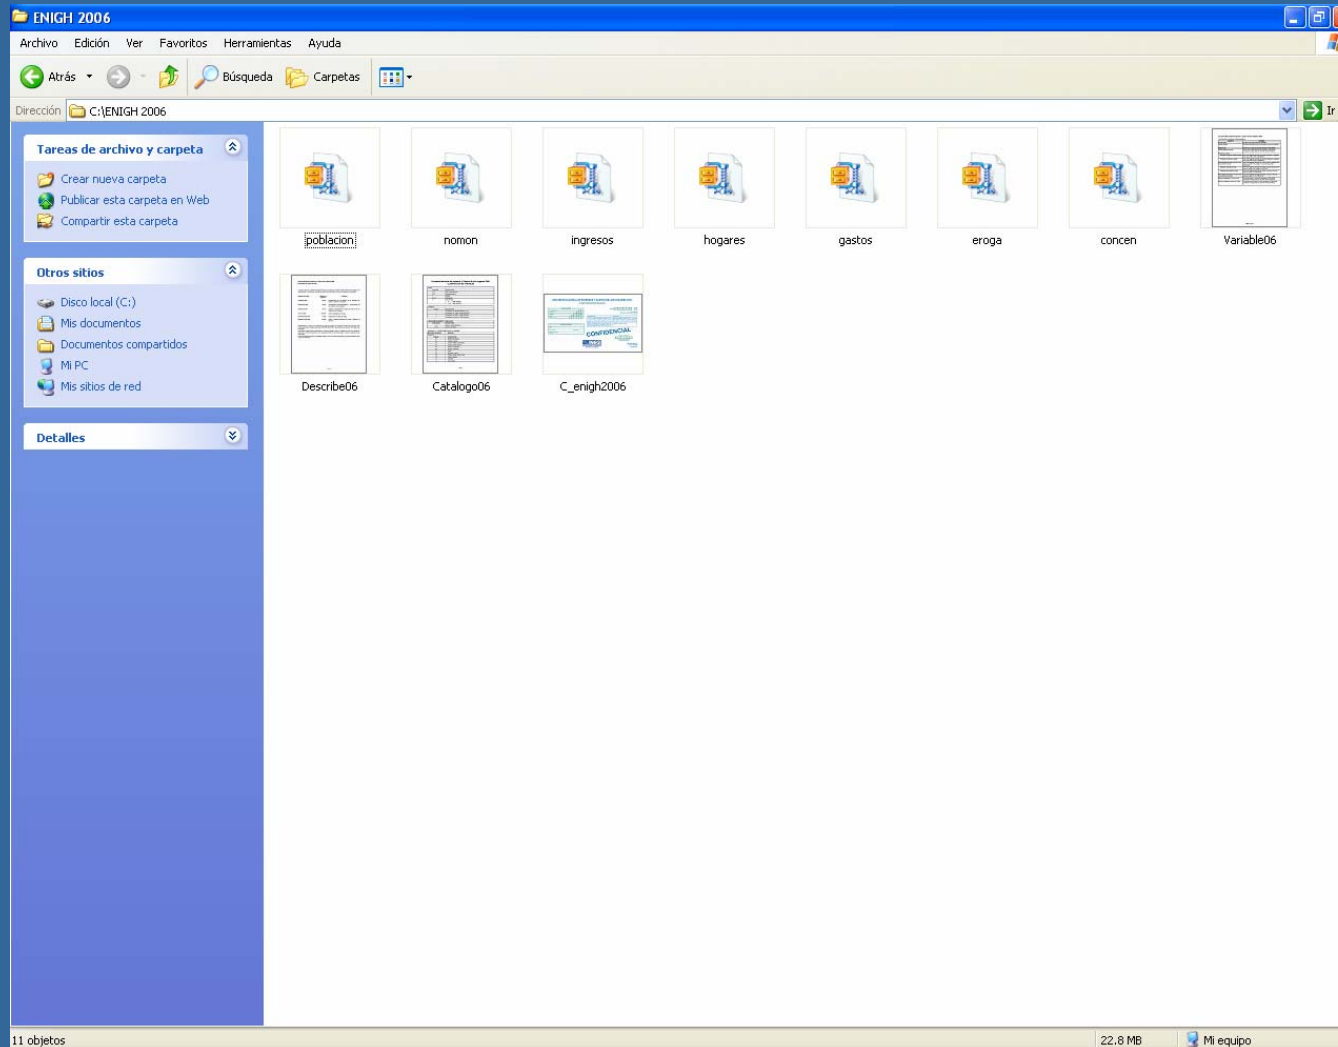 ENIGH 2006
Archivo Edición Ver Favoritos Herramientas Ayuda
Atrás Búsqueda Carpetas
Dirección C:\ENIGH 2006 Ir
Tareas de archivo y carpeta
Crear nueva carpeta
Publicar esta carpeta en Web
Compartir esta carpeta
Otros sitios
Disco local (C:)
Mis documentos
Documentos compartidos
Mi PC
Mis sitios de red
Detalles
poblacion nomon ingresos hogares gastos eroga concen Variable06
CONFIDENCIAL
Describe06 Catalogo06 C_enigh2006
11 objetos 22.8 MB Mi equipo